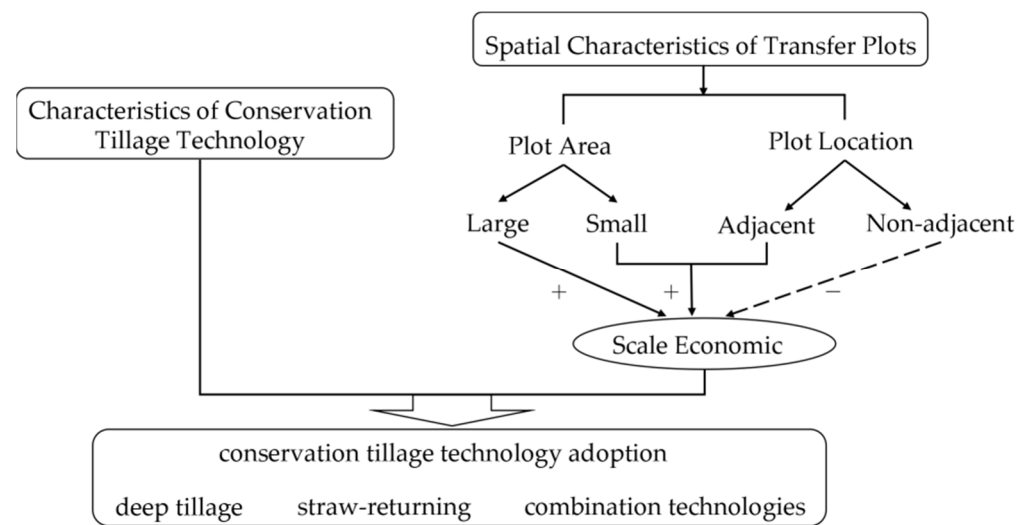 Spatial Characteristics of Transfer Plots
Characteristics of Conservation
Tillage Technology
Plot Area
Plot Location
Large
Small
Adjacent
Non-adjacent
+
+
−
Scale Economic
conservation tillage technology adoption
deep tillage straw-returning combination technologies